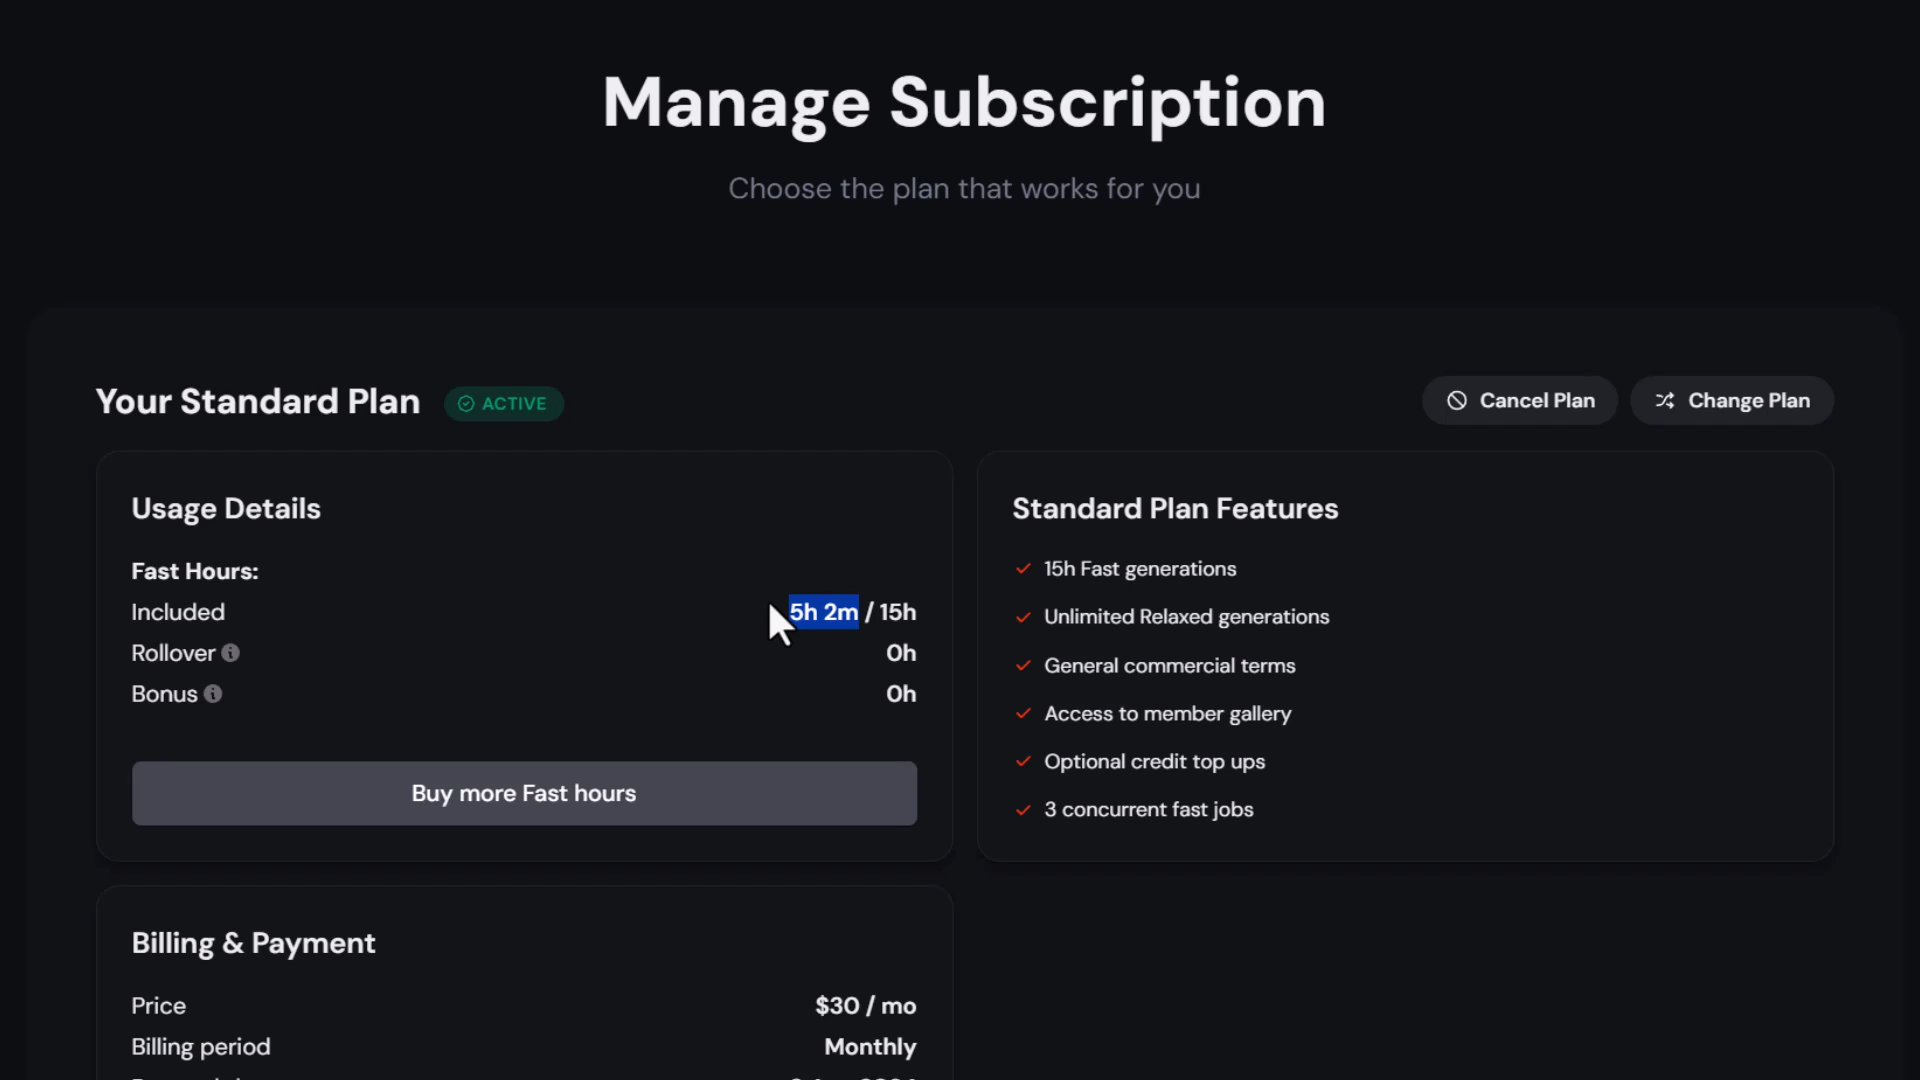 Manage Subscription
Choose the plan that works for you
Your Standard Plan
ACTIVE
Cancel Plan
Change Plan
Usage Details
Fast Hours:
Included 5h 2m / 15h
Rollover 0h
Bonus 0h
Buy more Fast hours
Standard Plan Features
15h Fast generations
Unlimited Relaxed generations
General commercial terms
Access to member gallery
Optional credit top ups
3 concurrent fast jobs
Billing & Payment
Price $30 / mo
Billing period Monthly